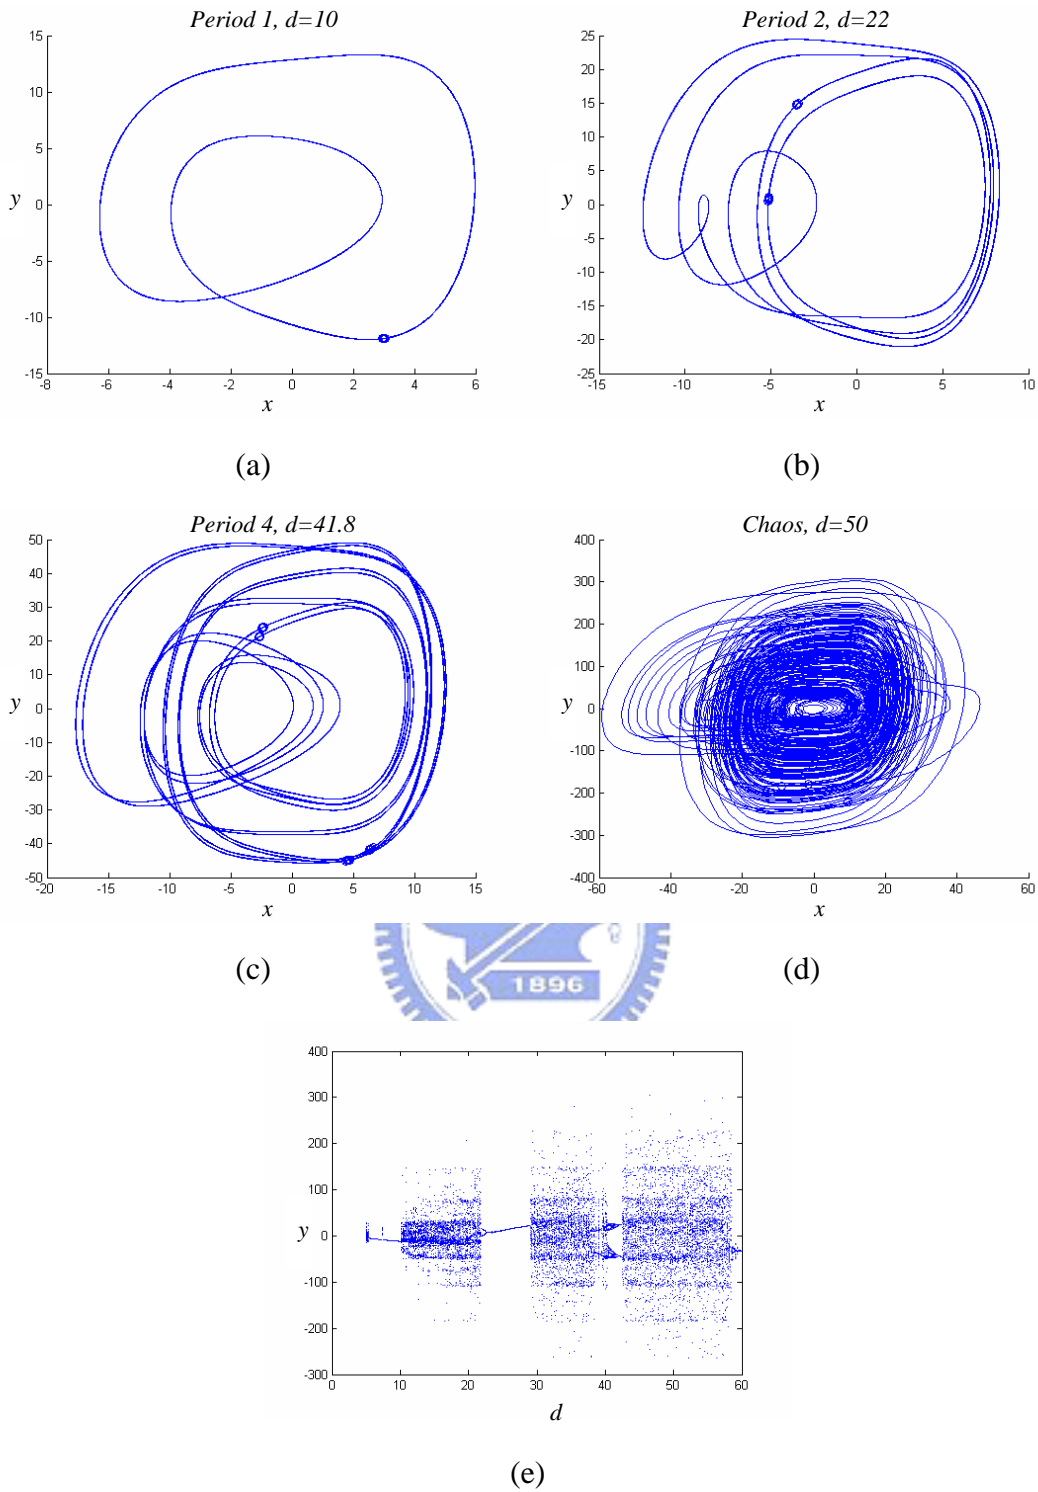 Period 1, d=10
15
10
5
y
0
-5
-10
-15
-8 -6 -4 -2 0 2 4 6
x
(a)
Period 2, d=22
25
20
15
10
5
y
0
-5
-10
-15
-20
-25
-15 -10 -5 0 5 10
x
(b)
Period 4, d=41.8
50
40
30
20
10
y
0
-10
-20
-30
-40
-50
-20 -15 -10 -5 0 5 10 15
x
(c)
Chaos, d=50
400
300
200
100
y
0
-100
-200
-300
-400
-60 -40 -20 0 20 40 60
x
(d)
1896
400
300
200
100
y
0
-100
-200
-300
0 10 20 30 40 50 60
d
(e)